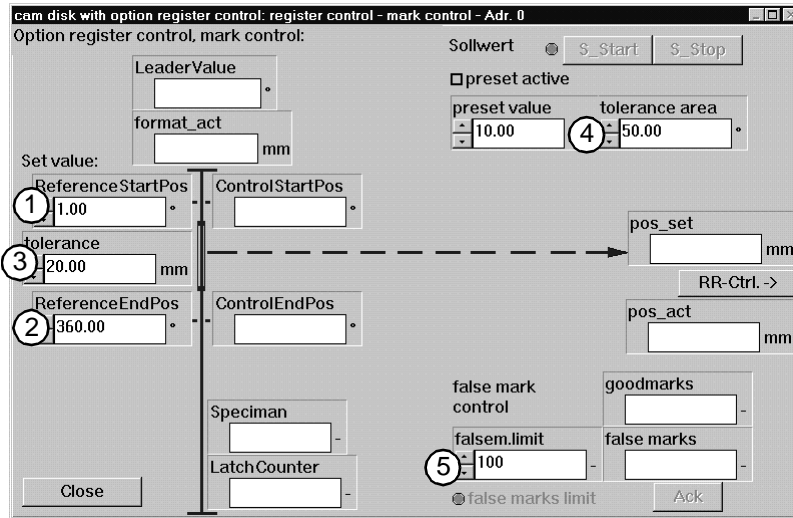 cam disk with option register control: register control - mark control - Adr. 0
Option register control, mark control:
Sollwert S_Start S_Stop
LeaderValue
°
preset active
format_act
mm
preset value tolerance area
10.00 4 50.00 °
Set value:
ReferenceStartPos ControlStartPos
1 1.00 ° °
tolerance
3 20.00 mm
pos_set
mm
RR-Ctrl. ->
ReferenceEndPos ControlEndPos
2 360.00 ° °
pos_act
mm
false mark
control
goodmarks
-
Speciman
-
falsem.limit false marks
5 100 - -
LatchCounter
-
Close
false marks limit Ack